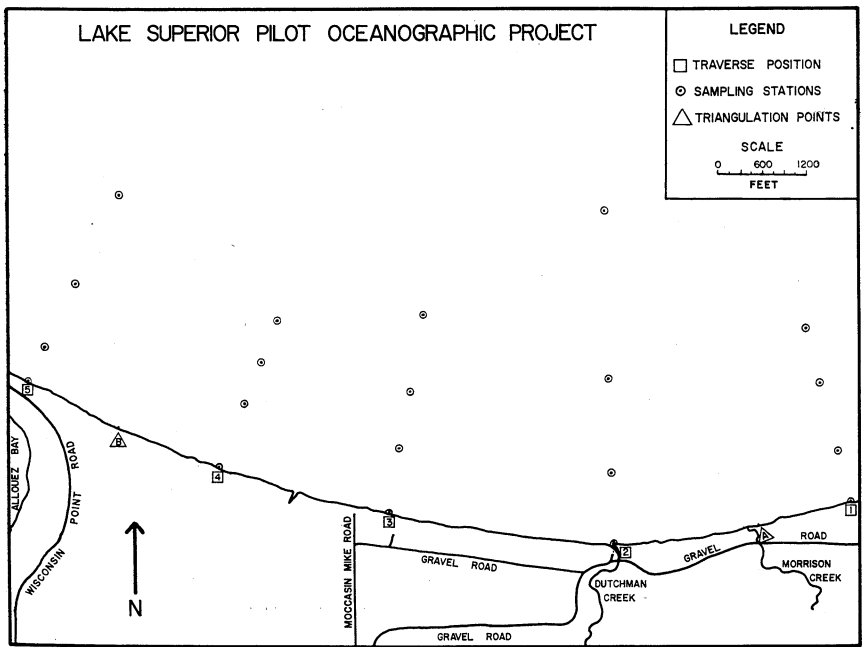 LAKE SUPERIOR PILOT OCEANOGRAPHIC PROJECT
LEGEND
TRAVERSE POSITION
SAMPLING STATIONS
TRIANGULATION POINTS
SCALE
0 600 1200
FEET
5
B
4
3
2
A
1
ALLOUEZ BAY
WISCONSIN POINT ROAD
N
MOCCASIN MIKE ROAD
GRAVEL ROAD
GRAVEL ROAD
DUTCHMAN
CREEK
MORRISON
CREEK
GRAVEL ROAD